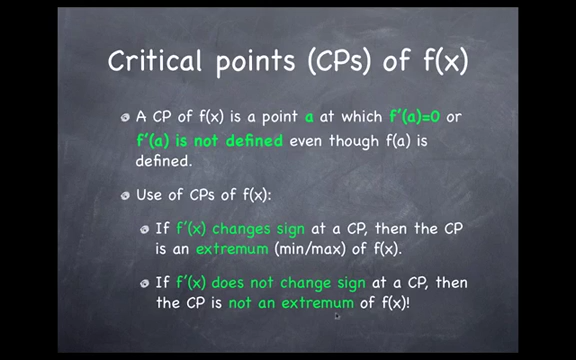 Critical points (CPs) of f(x)
A CP of f(x) is a point a at which f′(a)=0 or
f′(a) is not defined even though f(a) is
defined.
Use of CPs of f(x):
If f′(x) changes sign at a CP, then the CP
is an extremum (min/max) of f(x).
If f′(x) does not change sign at a CP, then
the CP is not an extremum of f(x)!